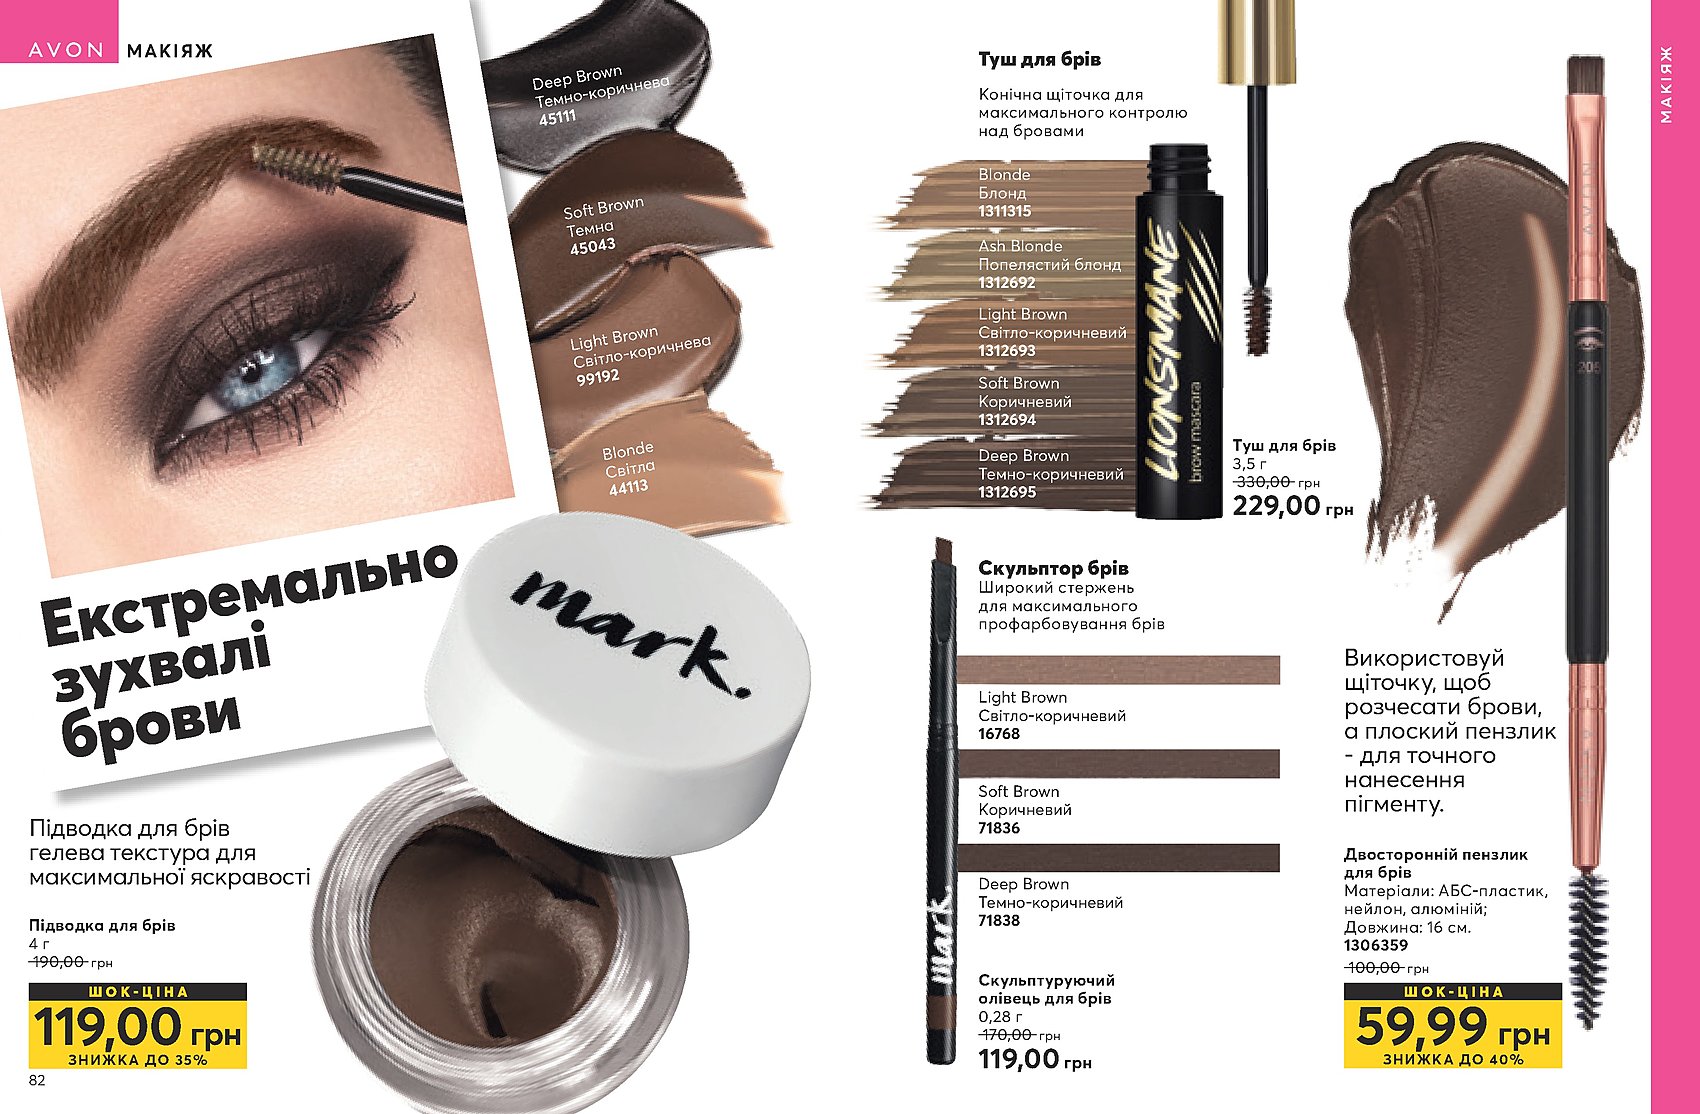 AVON МАКІЯЖ
Deep Brown
Темно-коричнева
45111
Soft Brown
Темна
45043
Light Brown
Світло-коричнева
99192
Blonde
Світла
44113
Екстремально
зухвалі
брови
mark.
Підводка для брів
гелева текстура для
максимальної яскравості
Підводка для брів
4 г
190,00 грн
ШОК-ЦІНА
119,00 грн
ЗНИЖКА ДО 35%
82
Туш для брів
Конічна щіточка для
максимального контролю
над бровами
Blonde
Блонд
1311315
Ash Blonde
Попелястий блонд
1312692
Light Brown
Світло-коричневий
1312693
Soft Brown
Коричневий
1312694
Deep Brown
Темно-коричневий
1312695
LIONSMANE
brow mascara
Туш для брів
3,5 г
330,00 грн
229,00 грн
Скульптор брів
Широкий стержень
для максимального
профарбовування брів
Light Brown
Світло-коричневий
16768
Soft Brown
Коричневий
71836
Deep Brown
Темно-коричневий
71838
mark.
Скульптуруючий
олівець для брів
0,28 г
170,00 грн
119,00 грн
МАКІЯЖ
AVON
205
Використовуй
щіточку, щоб
розчесати брови,
а плоский пензлик
- для точного
нанесення
пігменту.
Двосторонній пензлик
для брів
Матеріали: АБС-пластик,
нейлон, алюміній;
Довжина: 16 см.
1306359
100,00 грн
ШОК-ЦІНА
59,99 грн
ЗНИЖКА ДО 40%